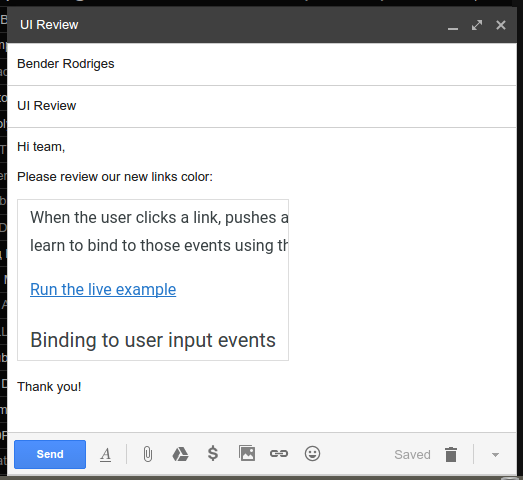 UI Review
Bender Rodriges
UI Review
Hi team,
Please review our new links color:
When the user clicks a link, pushes a
learn to bind to those events using th
Run the live example
Binding to user input events
Thank you!
Send
Saved